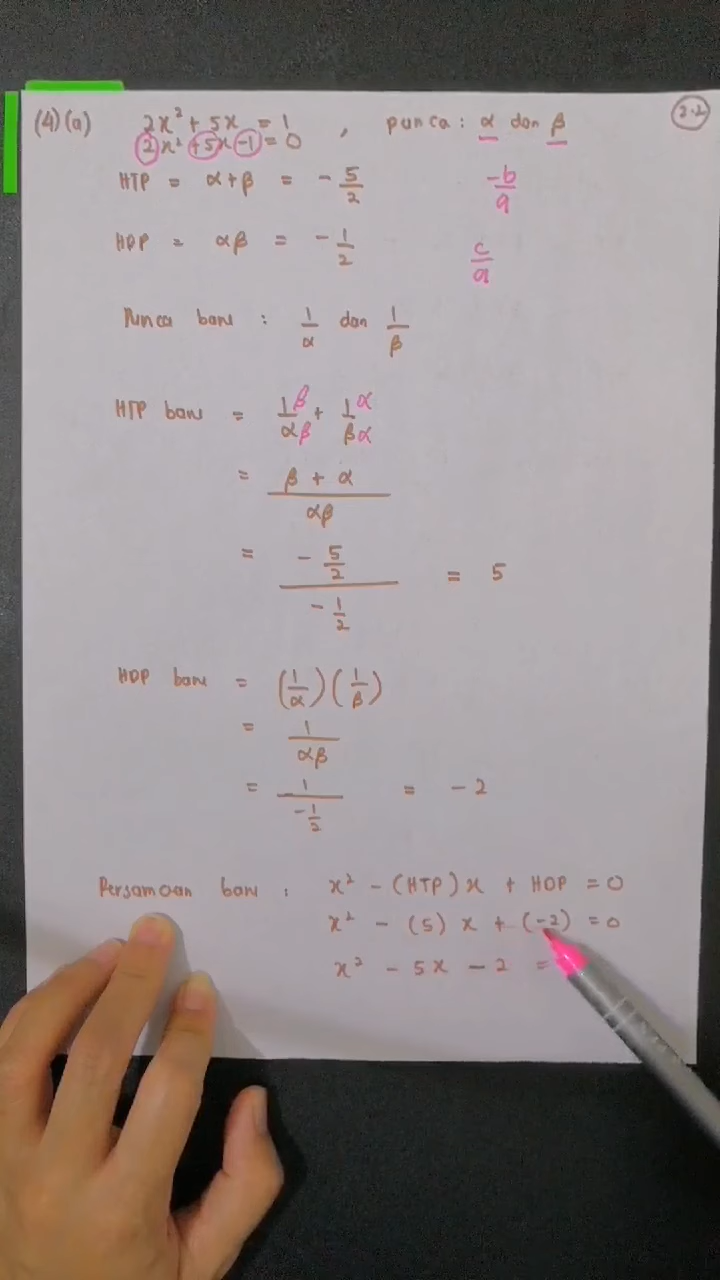 (4)(a) 2x² + 5x = 1 , punca : α dan β (2.2)
2x² +5x -1 = 0
HTP = α+β = - 5/2 -b/a
HDP = αβ = - 1/2 c/a
Punca baru : 1/α dan 1/β
HTP baru = 1β/αβ + 1α/βα
= β + α / αβ
= - 5/2 / - 1/2 = 5
HDP baru = (1/α)(1/β)
= 1/αβ
= 1 / -1/2 = -2
Persamaan baru : x² - (HTP)x + HDP = 0
x² - (5) x + (-2) = 0
x² - 5x - 2 =